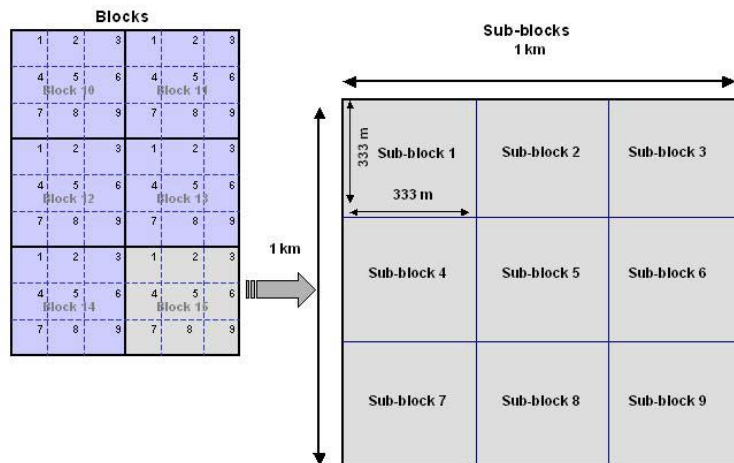 Blocks
1 2 3 1 2 3
4 5 6 4 5 6
Block 10 Block 11
7 8 9 7 8 9
1 2 3 1 2 3
4 5 6 4 5 6
Block 12 Block 13
7 8 9 7 8 9
1 2 3 1 2 3
4 5 6 4 5 6
Block 14 Block 15
7 8 9 7 8 9
1 km
Sub-blocks
1 km
333 m
333 m
Sub-block 1 Sub-block 2 Sub-block 3
Sub-block 4 Sub-block 5 Sub-block 6
Sub-block 7 Sub-block 8 Sub-block 9